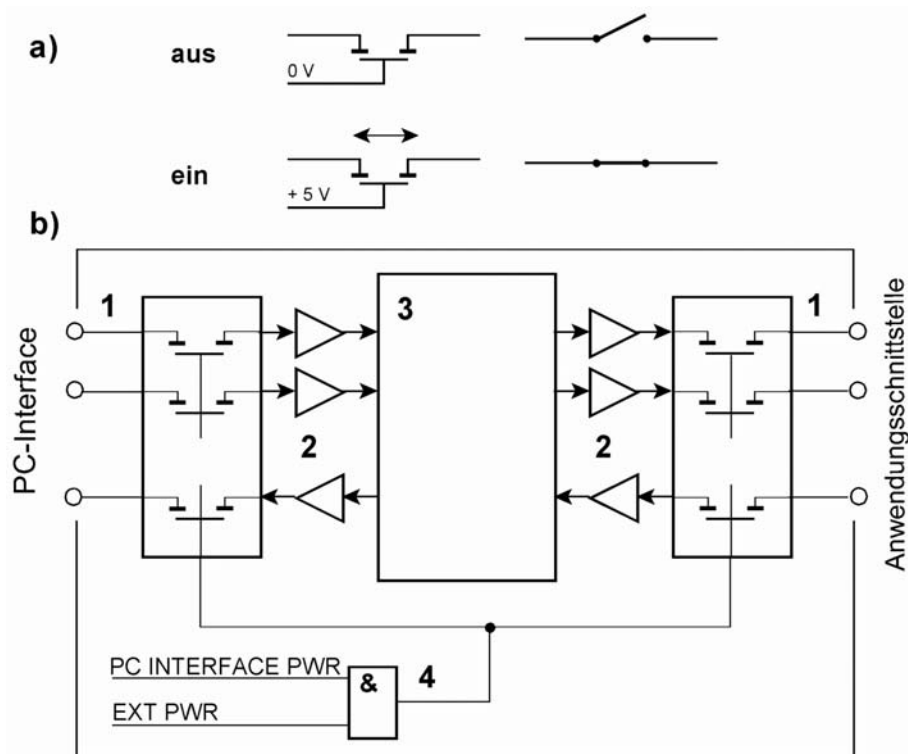 a)
aus
0 V
ein
+ 5 V
b)
1
3
1
PC-Interface
Anwendungsschnittstelle
2
2
PC INTERFACE PWR
&
4
EXT PWR